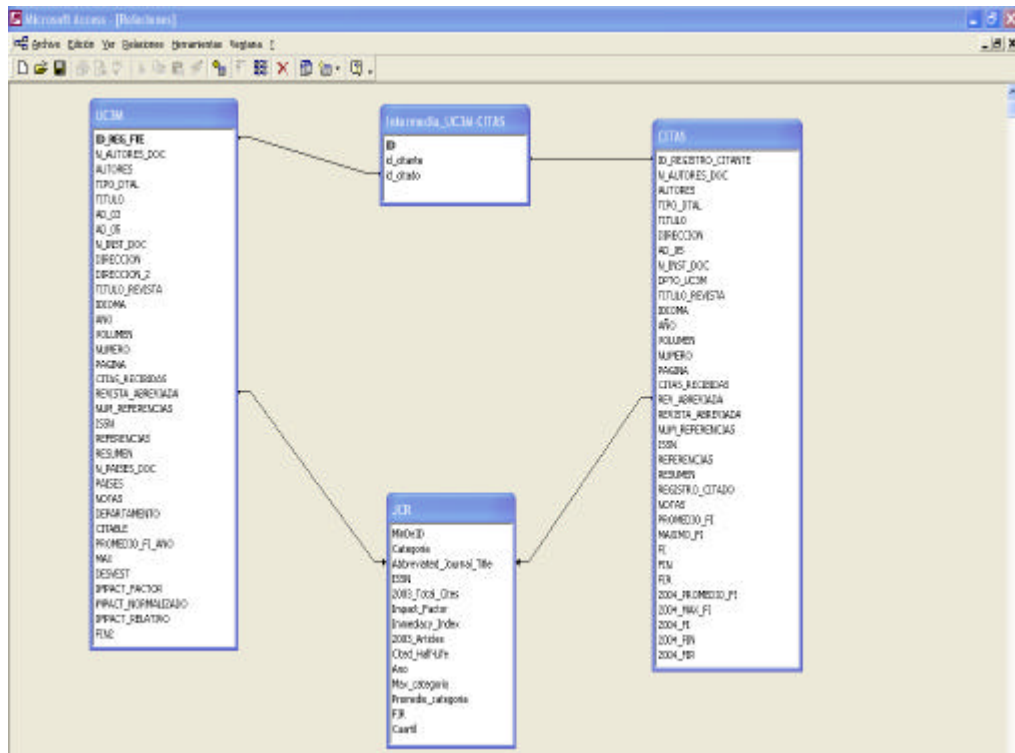 Microsoft Access - [Relaciones]
Archivo Edición Ver Relaciones Herramientas Ventana ?
UC3M
ID_REG_FTE
N_AUTORES_DOC
AUTORES
TIPO_DTAL
TITULO
AD_03
AD_05
N_INST_DOC
DIRECCION
DIRECCION_2
TITULO_REVISTA
IDIOMA
ANO
VOLUMEN
NUMERO
PAGINA
CITAS_RECIBIDAS
REVISTA_ABREVIADA
NUM_REFERENCIAS
ISSN
REFERENCIAS
RESUMEN
N_PAISES_DOC
PAISES
NOTAS
DEPARTAMENTO
CITABLE
PROMEDIO_FI_ANO
MAX
DESVEST
IMPACT_FACTOR
IMPACT_NORMALIZADO
IMPACT_RELATIVO
FIN2
Intermedia_UC3M-CITAS
ID
id_citante
id_citado
CITAS
ID_REGISTRO_CITANTE
N_AUTORES_DOC
AUTORES
TIPO_DTAL
TITULO
DIRECCION
AD_05
N_INST_DOC
DPTO_UC3M
TITULO_REVISTA
IDIOMA
AÑO
VOLUMEN
NUMERO
PAGINA
CITAS_RECIBIDAS
REV_ABREVIADA
REVISTA_ABREVIADA
NUM_REFERENCIAS
ISSN
REFERENCIAS
RESUMEN
REGISTRO_CITADO
NOTAS
PROMEDIO_FI
MAXIMO_FI
FI
FIN
FIR
2004_PROMEDIO_FI
2004_MAX_FI
2004_FI
2004_FIN
2004_FIR
JCR
MinDeID
Categoria
Abbreviated_Journal_Title
ISSN
2003_Total_Cites
Impact_Factor
Immediacy_Index
2003_Articles
Cited_Half-Life
Ano
Max_categoria
Promedio_categoria
FIR
Cuartil